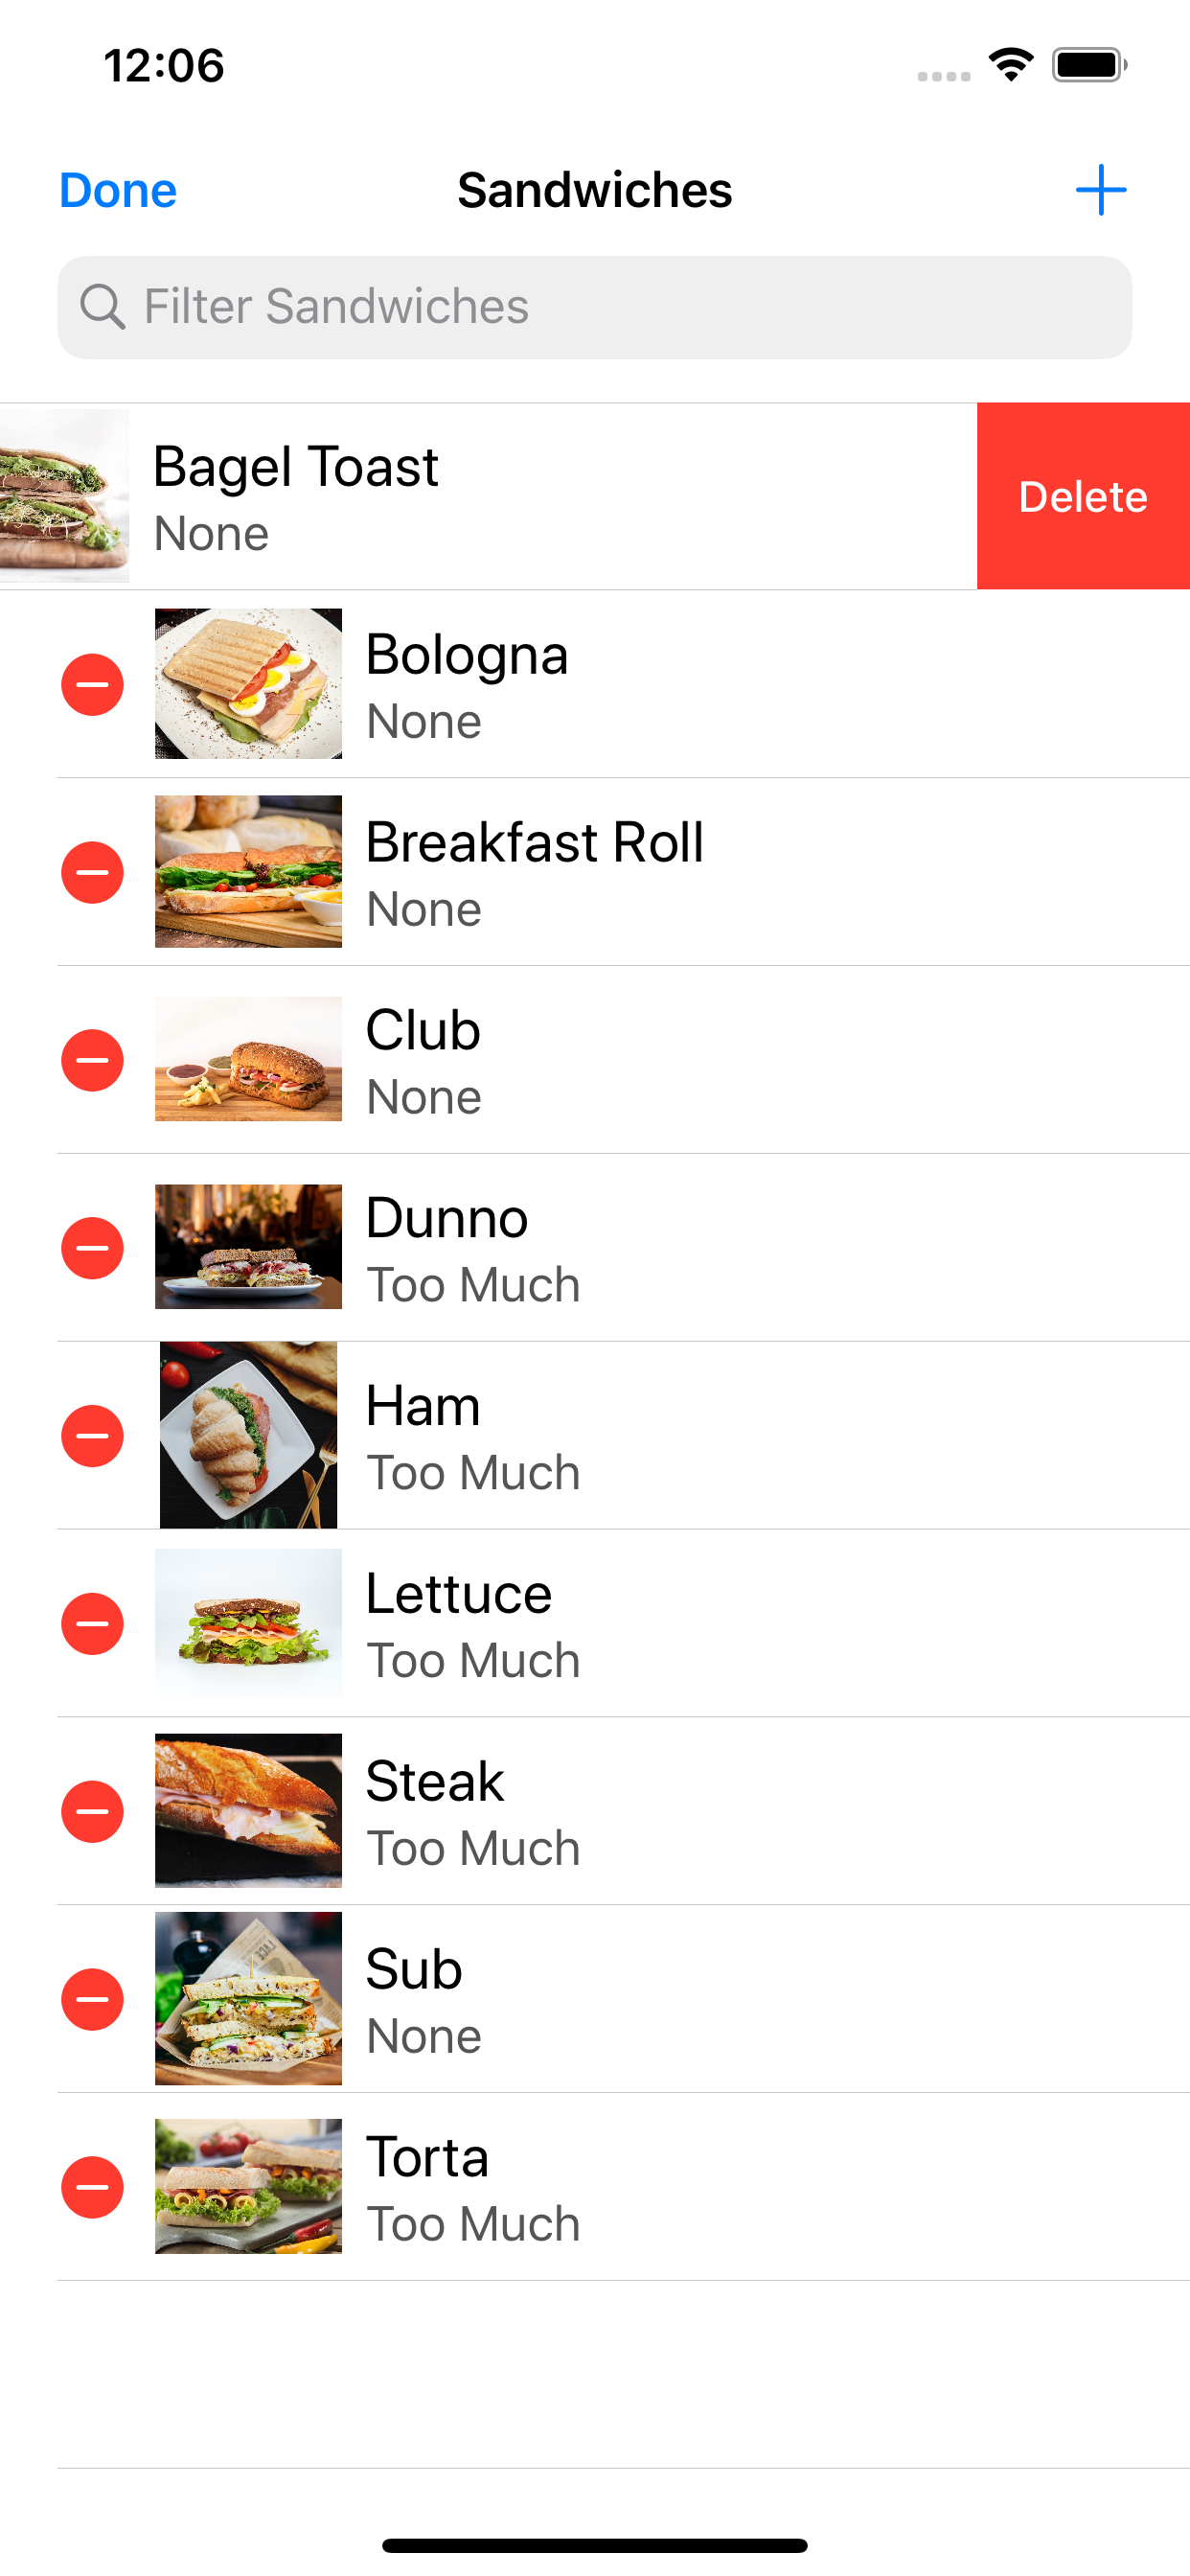 12:06
Done
Sandwiches
Filter Sandwiches
Bagel Toast
None
Delete
Bologna
None
Breakfast Roll
None
Club
None
Dunno
Too Much
Ham
Too Much
Lettuce
Too Much
Steak
Too Much
Sub
None
Torta
Too Much